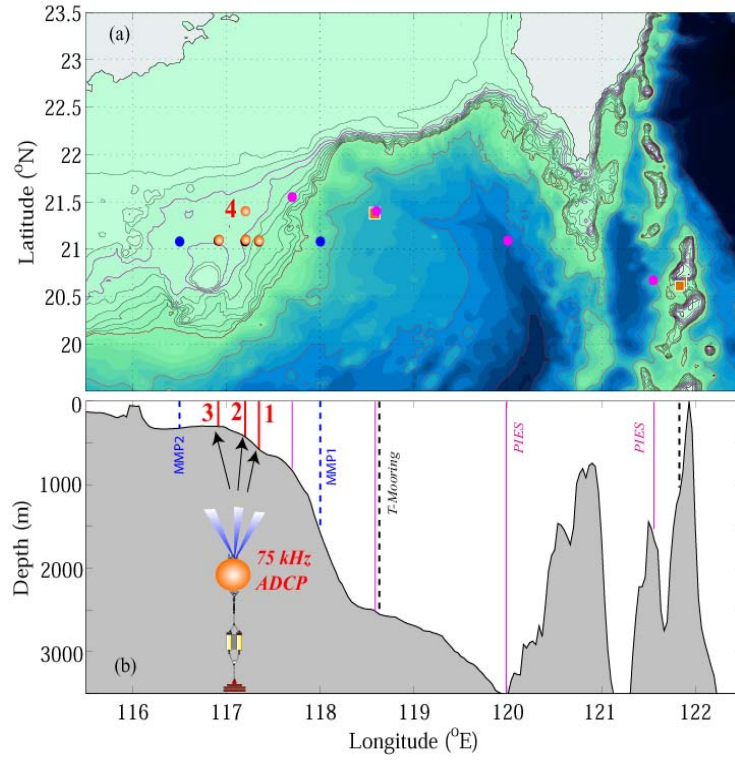 23.5
(a)
23
22.5
22
21.5
21
20.5
20
Latitude (°N)
4
0
1000
2000
3000
Depth (m)
3
2
1
MMP2
MMP1
T-Mooring
PIES
PIES
75 kHz
ADCP
(b)
116
117
118
119
120
121
122
Longitude (°E)